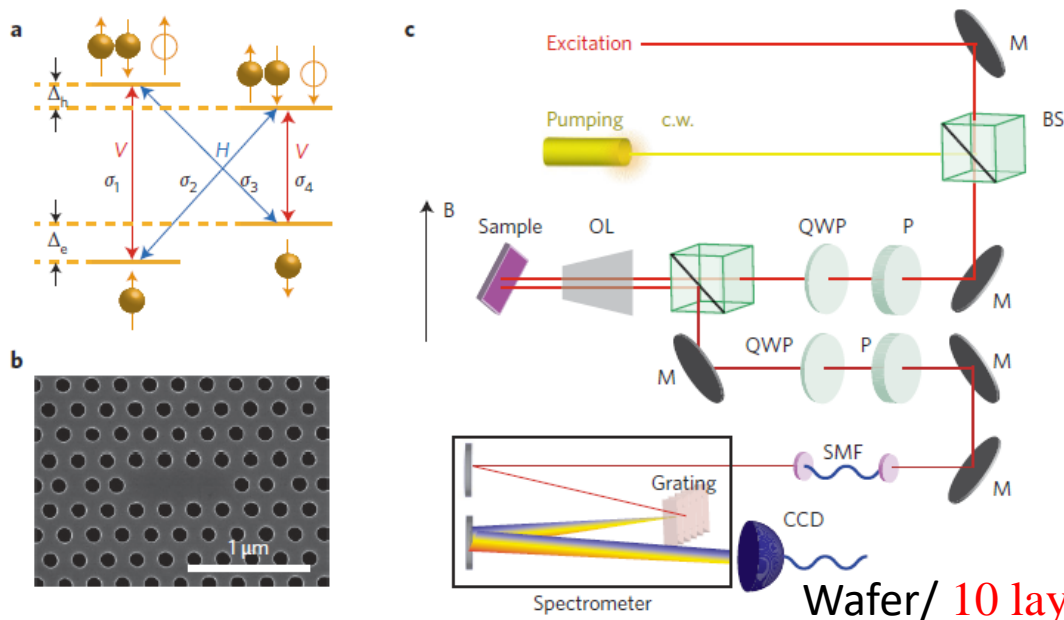 a
Δh
V
H
V
σ1
σ2
σ3
σ4
Δe
b
1 μm
c
Excitation
M
BS
Pumping
c.w.
B
Sample
OL
QWP
P
M
M
QWP
P
M
SMF
M
Grating
CCD
Spectrometer
Wafer/ 10 lay